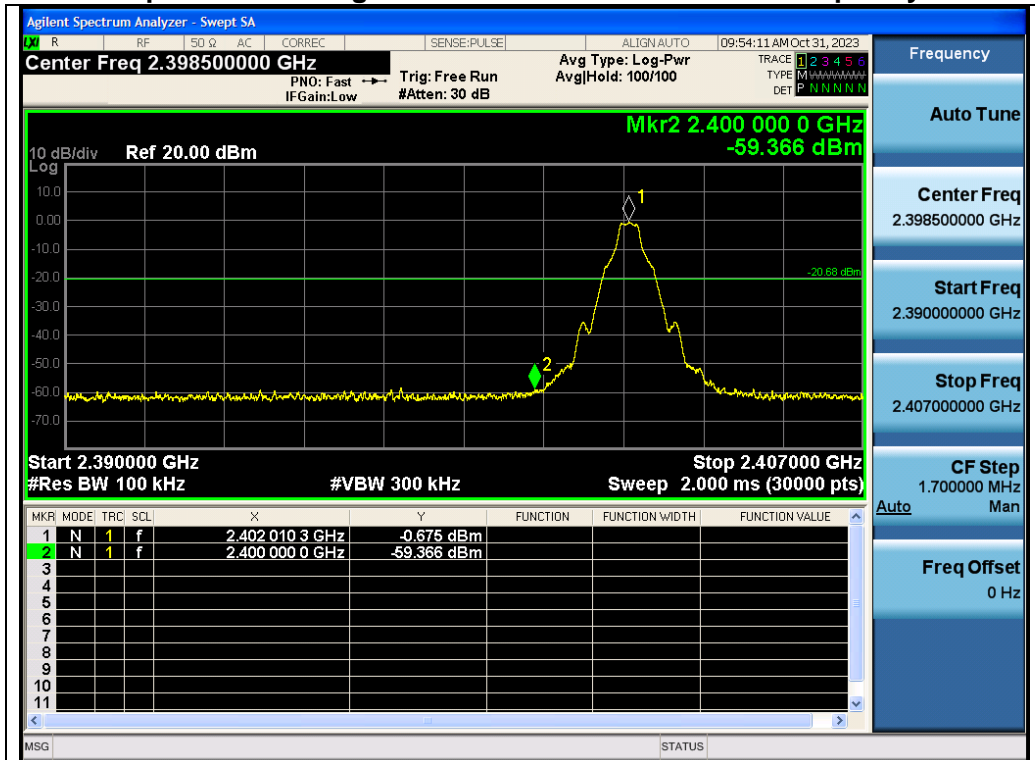 Agilent Spectrum Analyzer - Swept SA
LXI R RF 50 Ω AC CORREC SENSE:PULSE ALIGN AUTO 09:54:11 AM Oct 31, 2023
Center Freq 2.398500000 GHz
PNO: Fast
IFGain:Low
Trig: Free Run
#Atten: 30 dB
Avg Type: Log-Pwr
Avg|Hold: 100/100
TRACE 1 2 3 4 5 6
TYPE M
DET P N N N N N
Mkr2 2.400 000 0 GHz
-59.366 dBm
10 dB/div Ref 20.00 dBm
Log
10.0
0.00
-10.0
-20.0
-30.0
-40.0
-50.0
-60.0
-70.0
1
-20.68 dBm
2
Start 2.390000 GHz Stop 2.407000 GHz
#Res BW 100 kHz #VBW 300 kHz Sweep 2.000 ms (30000 pts)
MKR MODE TRC SCL X Y FUNCTION FUNCTION WIDTH FUNCTION VALUE
1 N 1 f 2.402 010 3 GHz -0.675 dBm
2 N 1 f 2.400 000 0 GHz -59.366 dBm
3
4
5
6
7
8
9
10
11
MSG STATUS
Frequency
Auto Tune
Center Freq
2.398500000 GHz
Start Freq
2.390000000 GHz
Stop Freq
2.407000000 GHz
CF Step
1.700000 MHz
Auto Man
Freq Offset
0 Hz